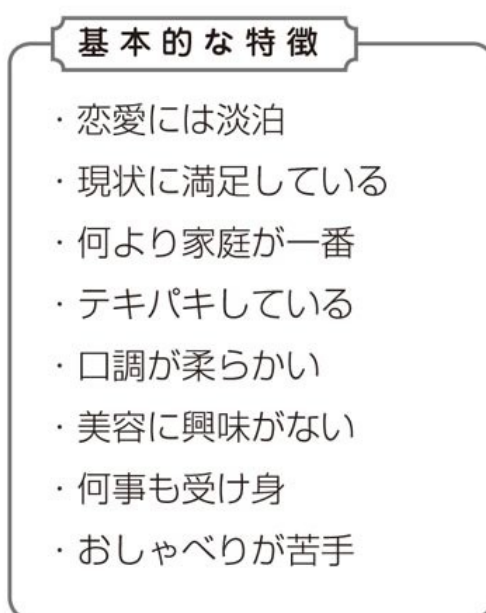 基本的な特徴
・恋愛には淡泊
・現状に満足している
・何より家庭が一番
・テキパキしている
・口調が柔らかい
・美容に興味がない
・何事も受け身
・おしゃべりが苦手